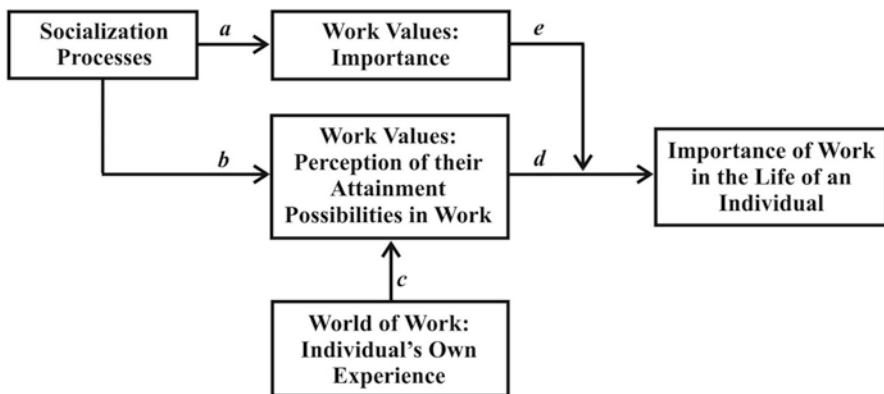 Socialization
Processes
a
Work Values:
Importance
e
b
Work Values:
Perception of their
Attainment
Possibilities in Work
d
Importance of Work
in the Life of an
Individual
c
World of Work:
Individual’s Own
Experience